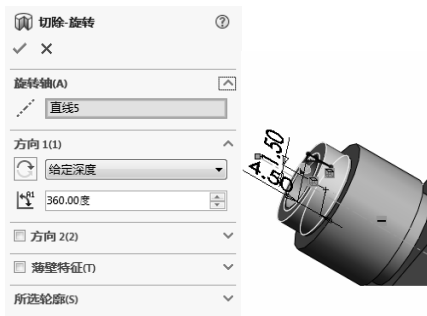 切除-旋转
旋转轴(A)
直线5
方向 1(1)
给定深度
R1
360.00度
方向 2(2)
薄壁特征(T)
所选轮廓(S)
1.50
4.50